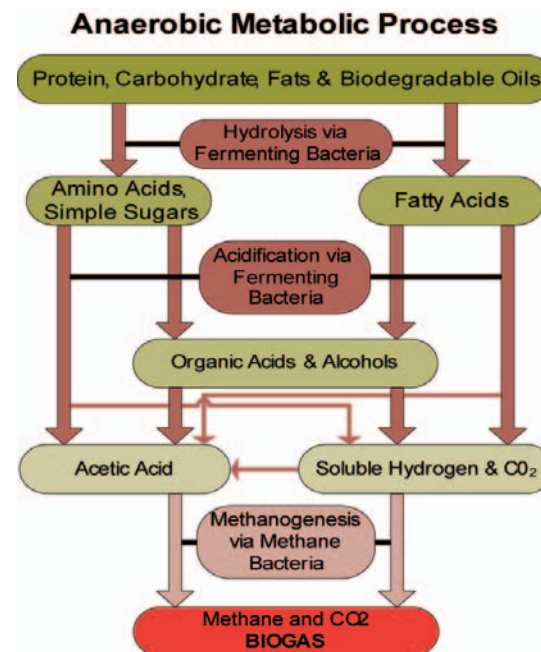 Anaerobic Metabolic Process
Protein, Carbohydrate, Fats & Biodegradable Oils
Hydrolysis via
Fermenting Bacteria
Amino Acids,
Simple Sugars
Fatty Acids
Acidification via
Fermenting
Bacteria
Organic Acids & Alcohols
Acetic Acid
Soluble Hydrogen & C0₂
Methanogenesis
via Methane
Bacteria
Methane and CO2
BIOGAS